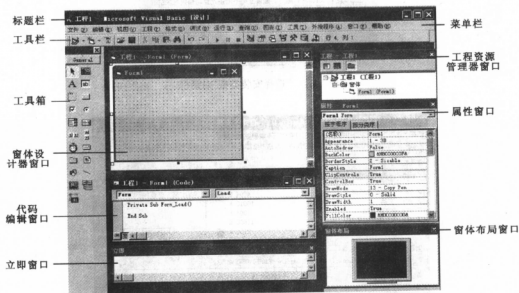 标题栏
工程1 - Microsoft Visual Basic [设计]
菜单栏
工具栏
General
工具箱
工程1 - Form1 (Form)
Form1
工程资源
管理器窗口
工程1 (工程1)
窗体
Form1 (Form1)
属性 - Form1
Form1 Form
属性窗口
按字母序 按分类序
(名称) Form1
Appearance 1 - 3D
AutoRedraw False
BackColor &H8000000F&
BorderStyle 2 - Sizable
Caption Form1
ClipControls True
ControlBox True
DrawMode 13 - Copy Pen
DrawStyle 0 - Solid
DrawWidth 1
Enabled True
FillColor &H00000000&
窗体设
计器窗口
工程1 - Form1 (Code)
Form Load
Private Sub Form_Load()
End Sub
代码
编辑窗口
立即
立即窗口
窗体布局
窗体布局窗口